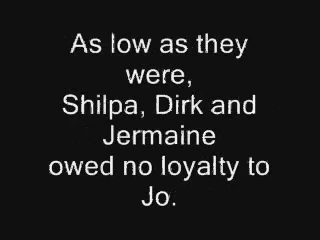 As low as they
were,
Shilpa, Dirk and
Jermaine
owed no loyalty to
Jo.